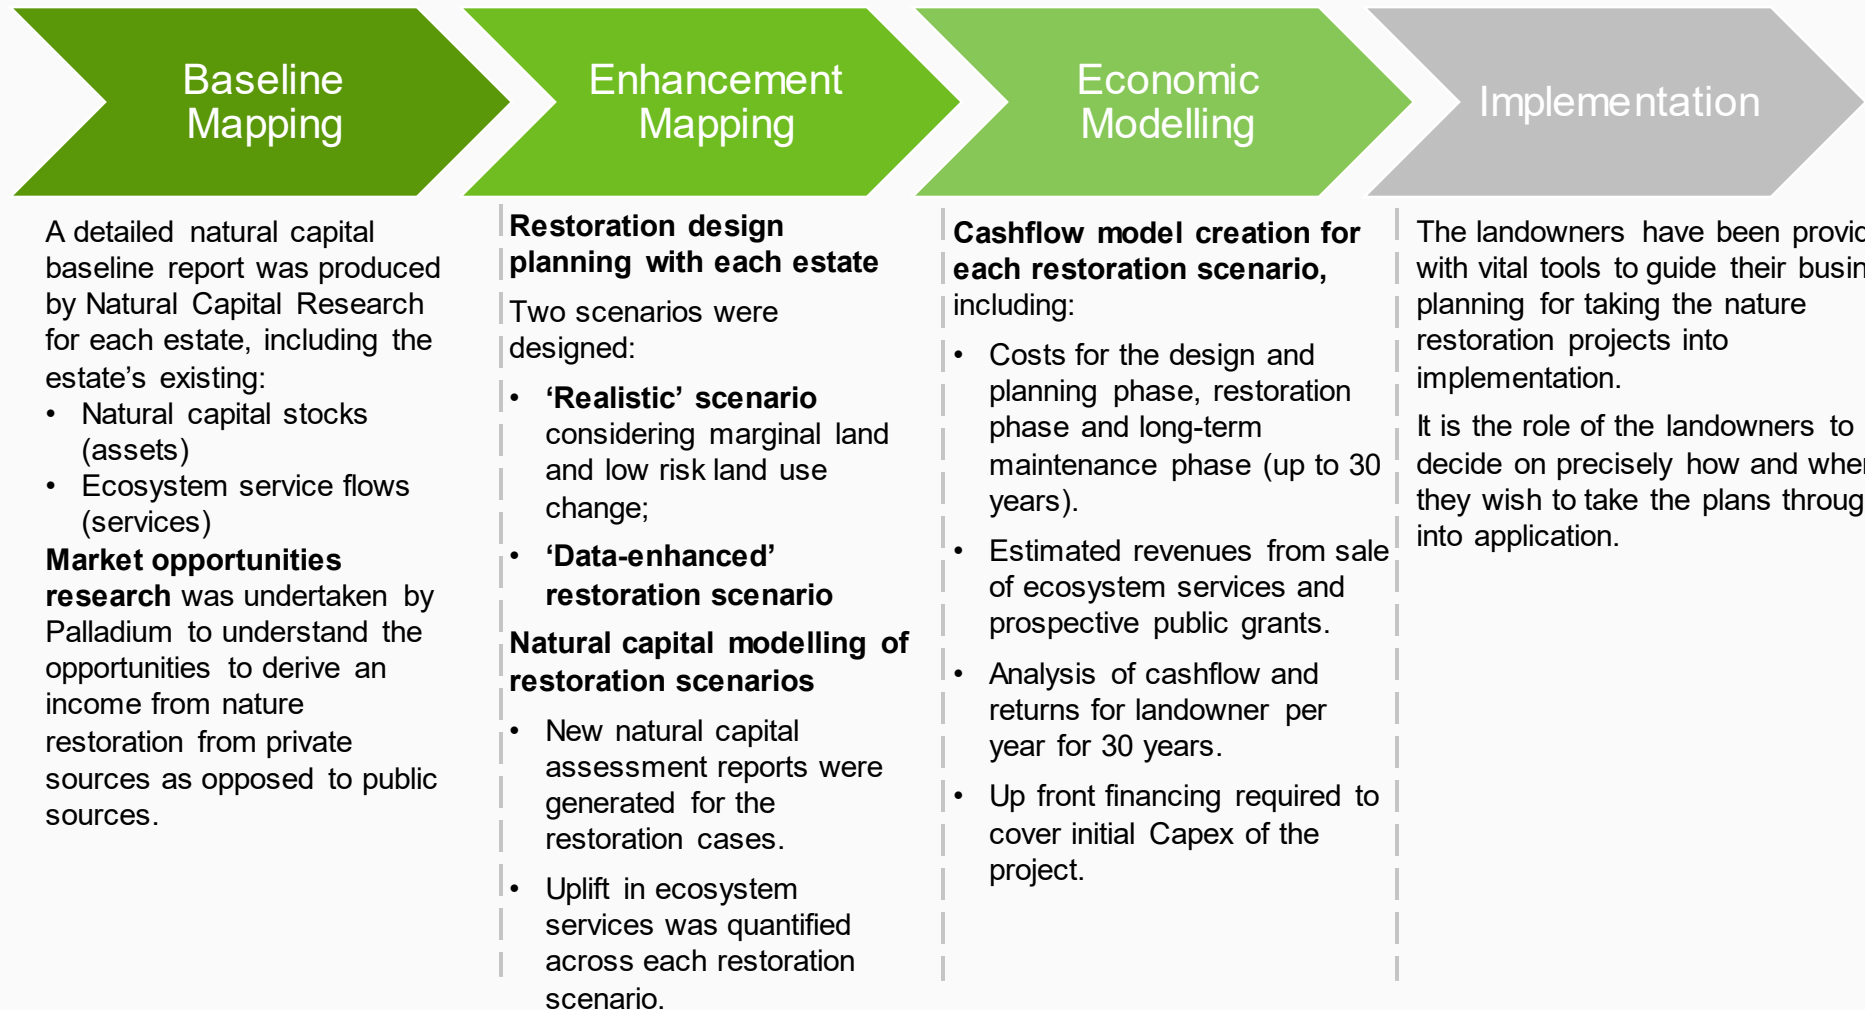 Baseline
Mapping
Enhancement
Mapping
Economic
Modelling
Implementation
A detailed natural capital
baseline report was produced
by Natural Capital Research
for each estate, including the
estate's existing:
• Natural capital stocks
(assets)
• Ecosystem service flows
(services)
Market opportunities
research was undertaken by
Palladium to understand the
opportunities to derive an
income from nature
restoration from private
sources as opposed to public
sources.
Restoration design
planning with each estate
Two scenarios were
designed:
• ‘Realistic’ scenario
considering marginal land
and low risk land use
change;
• ‘Data-enhanced’
restoration scenario
Natural capital modelling of
restoration scenarios
• New natural capital
assessment reports were
generated for the
restoration cases.
• Uplift in ecosystem
services was quantified
across each restoration
scenario.
Cashflow model creation for
each restoration scenario,
including:
• Costs for the design and
planning phase, restoration
phase and long-term
maintenance phase (up to 30
years).
• Estimated revenues from sale
of ecosystem services and
prospective public grants.
• Analysis of cashflow and
returns for landowner per
year for 30 years.
• Up front financing required to
cover initial Capex of the
project.
The landowners have been
with vital tools to guide their
planning for taking the nature
restoration projects into
implementation.
It is the role of the landowners to
decide on precisely how and
they wish to take the plans
into application.